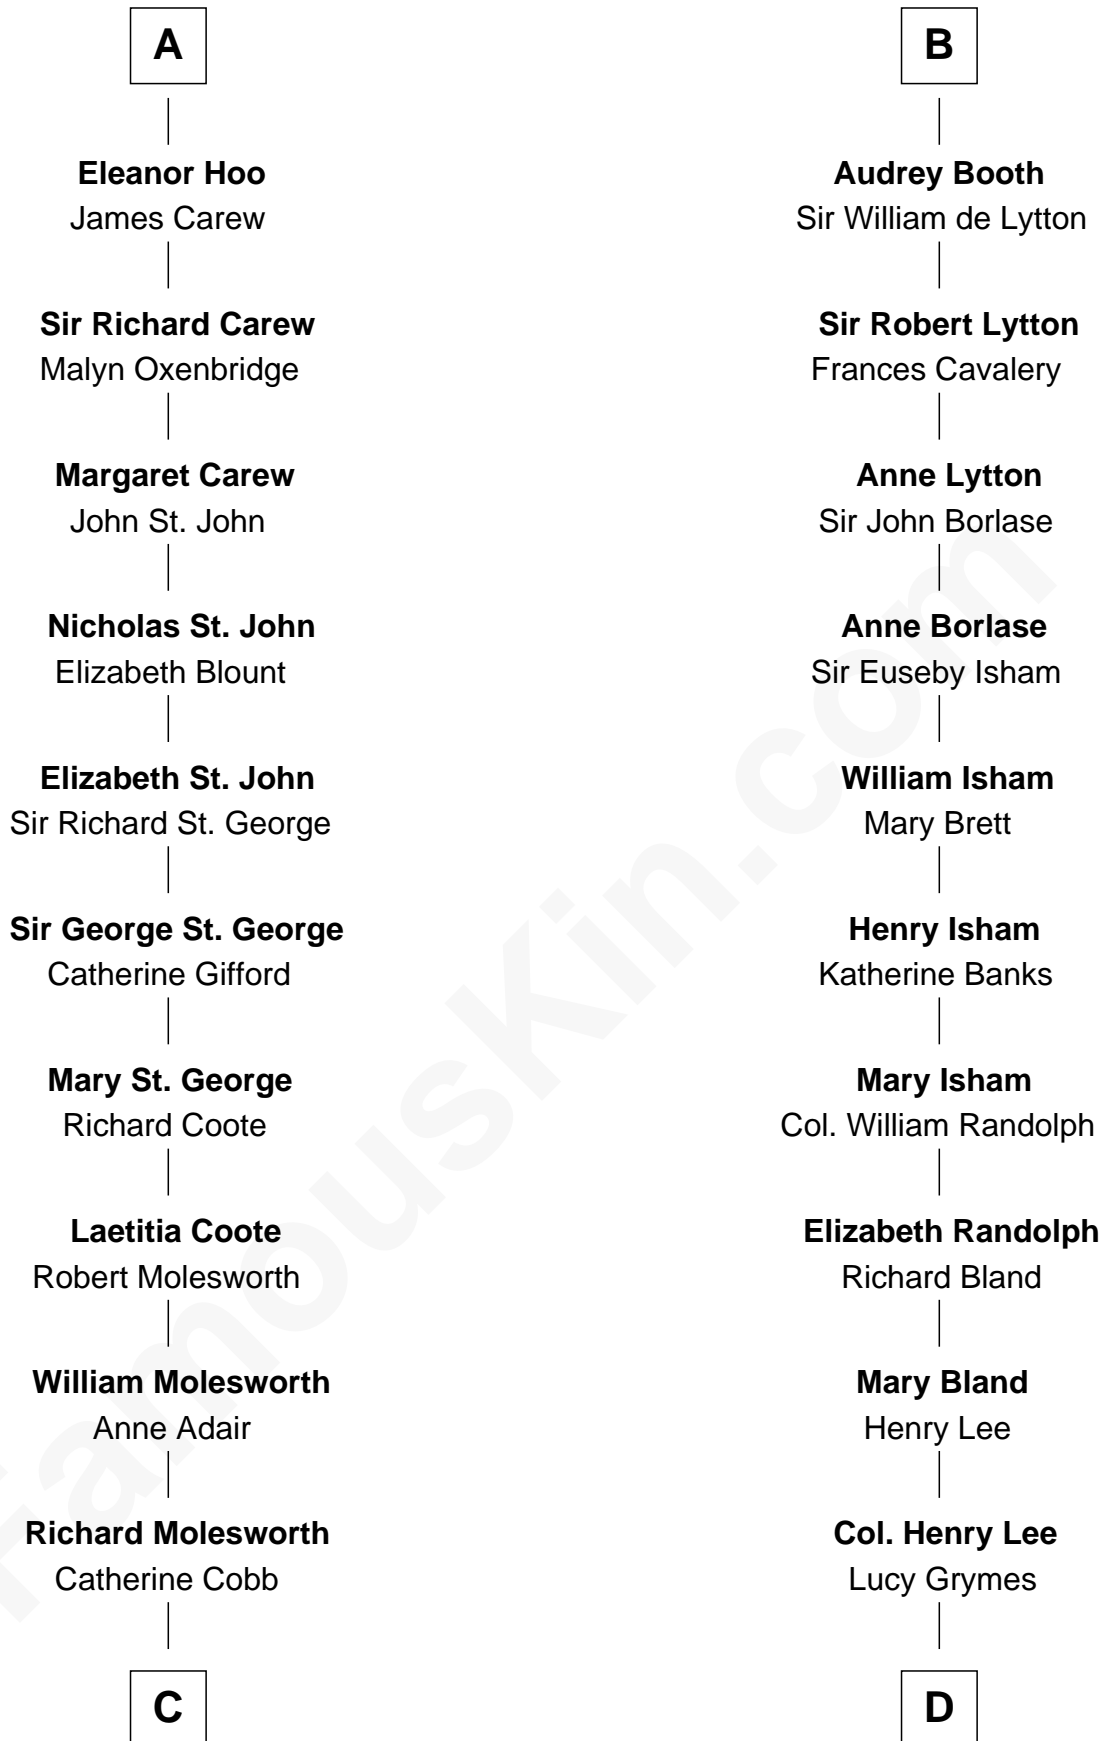 A
Eleanor Hoo
James Carew
Sir Richard Carew
Malyn Oxenbridge
Margaret Carew
John St. John
Nicholas St. John
Elizabeth Blount
Elizabeth St. John
Sir Richard St. George
Sir George St. George
Catherine Gifford
Mary St. George
Richard Coote
Laetitia Coote
Robert Molesworth
William Molesworth
Anne Adair
Richard Molesworth
Catherine Cobb
C
B
Audrey Booth
Sir William de Lytton
Sir Robert Lytton
Frances Cavalery
Anne Lytton
Sir John Borlase
Anne Borlase
Sir Euseby Isham
William Isham
Mary Brett
Henry Isham
Katherine Banks
Mary Isham
Col. William Randolph
Elizabeth Randolph
Richard Bland
Mary Bland
Henry Lee
Col. Henry Lee
Lucy Grymes
D
FamousKin.com